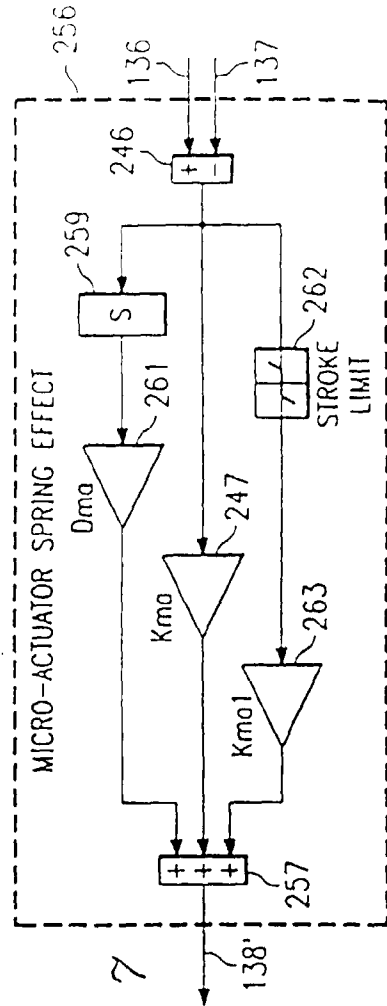 256
MICRO-ACTUATOR SPRING EFFECT
136
137
246
+
−
259
S
261
Dma
247
Kma
262
STROKE
LIMIT
263
Kma1
+
+
+
257
138'
7